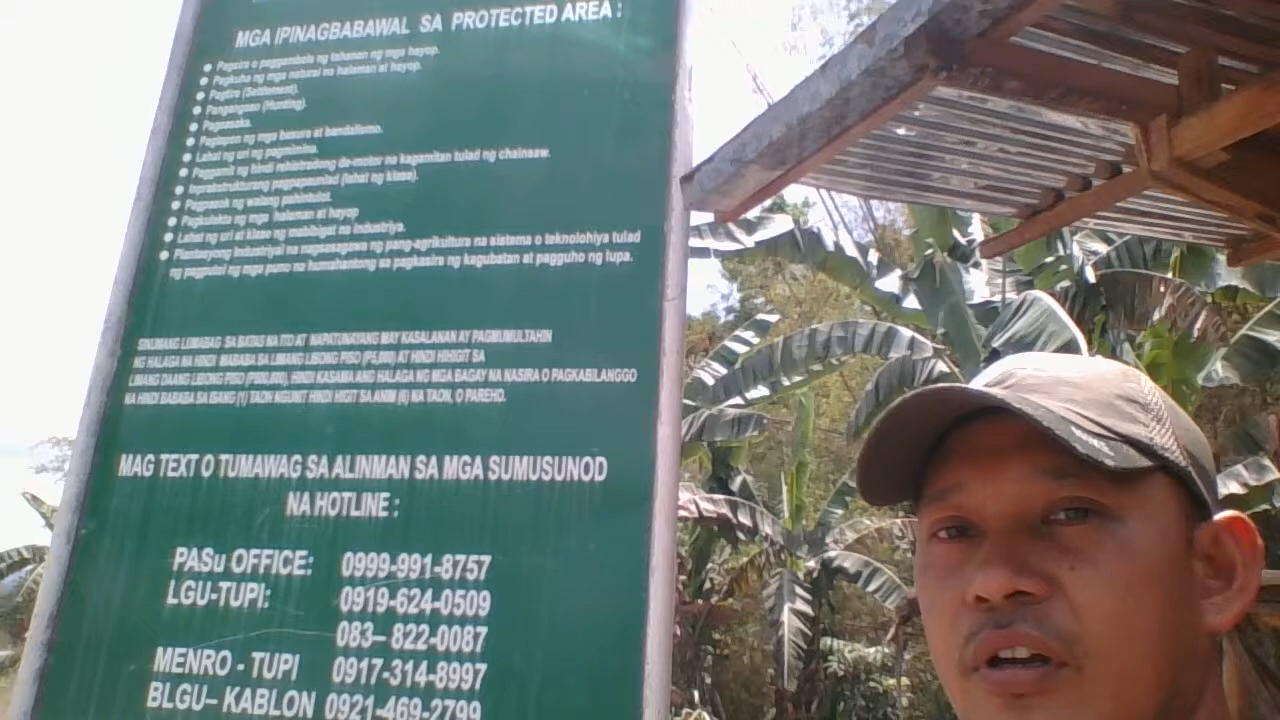 MGA IPINAGBABAWAL SA PROTECTED AREA :
Pagsira o paggambala ng tahanan ng mga hayop.
Pagkuha ng mga natural na halaman at hayop.
Pagtira (Settlement).
Pangangaso (Hunting).
Pagsasaka.
Pagtapon ng mga basura at bandalismo.
Lahat ng uri ng pagmimina.
Paggamit ng hindi rehistradong de-motor na kagamitan tulad ng chainsaw.
Inprakstrukturang pagpapaunlad (lahat ng klase).
Pagpasok ng walang pahintulot.
Pagkolekta ng mga halaman at hayop
Lahat ng uri at klase ng mabibigat na industriya.
Plantasyong industriyal na nagsasagawa ng pang-agrikultura na sistema o teknolohiya tulad
ng pagputol ng mga puno na humahantong sa pagkasira ng kagubatan at pagguho ng lupa.
SINUMANG LUMABAG SA BATAS NA ITO AT MAPATUNAYANG MAY KASALANAN AY PAGMUMULTAHIN
NG HALAGA NA HINDI MABABA SA LIMANG LIBONG PISO (P5,000) AT HINDI HIHIGIT SA
LIMANG DAANG LIBONG PISO (P500,000), HINDI KASAMA ANG HALAGA NG MGA BAGAY NA NASIRA O PAGKABILANGGO
NA HINDI BABABA SA ISANG (1) TAON NGUNIT HINDI HIGIT SA ANIM (6) NA TAON, O PAREHO.
MAG TEXT O TUMAWAG SA ALINMAN SA MGA SUMUSUNOD
NA HOTLINE :
PASu OFFICE: 0999-991-8757
LGU-TUPI: 0919-624-0509
083– 822-0087
MENRO - TUPI 0917-314-8997
BLGU– KABLON 0921-469-2799